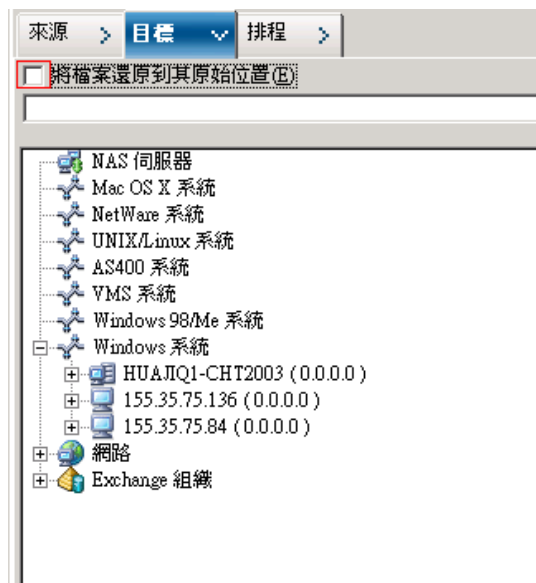 來源 目標 排程
將檔案還原到其原始位置(E)
NAS 伺服器
Mac OS X 系統
NetWare 系統
UNIX/Linux 系統
AS400 系統
VMS 系統
Windows 98/Me 系統
Windows 系統
HUAJIQ1-CHT2003 ( 0.0.0.0 )
155.35.75.136 ( 0.0.0.0 )
155.35.75.84 ( 0.0.0.0 )
網路
Exchange 組織